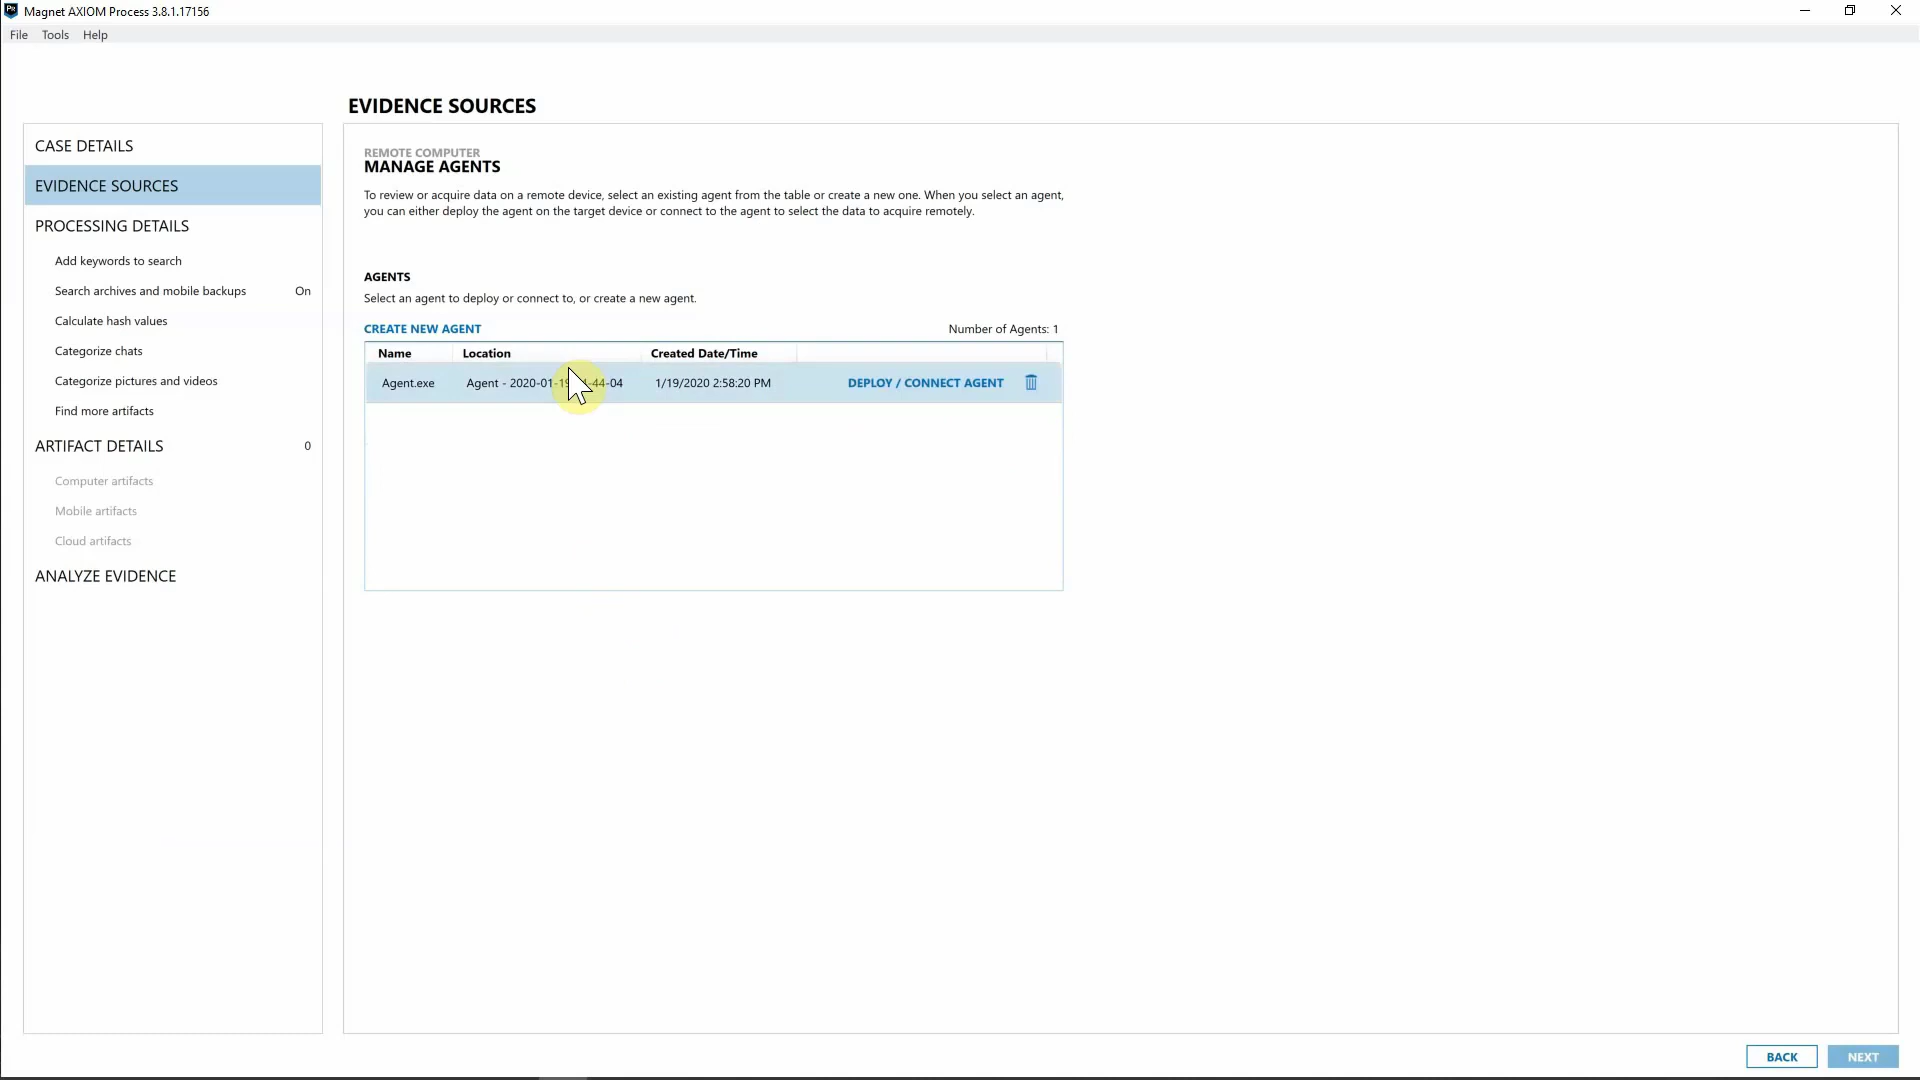 Magnet AXIOM Process 3.8.1.17156
File Tools Help
EVIDENCE SOURCES
CASE DETAILS
EVIDENCE SOURCES
PROCESSING DETAILS
Add keywords to search
Search archives and mobile backups On
Calculate hash values
Categorize chats
Categorize pictures and videos
Find more artifacts
ARTIFACT DETAILS 0
Computer artifacts
Mobile artifacts
Cloud artifacts
ANALYZE EVIDENCE
REMOTE COMPUTER
MANAGE AGENTS
To review or acquire data on a remote device, select an existing agent from the table or create a new one. When you select an agent,
you can either deploy the agent on the target device or connect to the agent to select the data to acquire remotely.
AGENTS
Select an agent to deploy or connect to, or create a new agent.
CREATE NEW AGENT Number of Agents: 1
Name Location Created Date/Time
Agent.exe Agent - 1/19/2020 2:58:20 PM DEPLOY / CONNECT AGENT
BACK NEXT